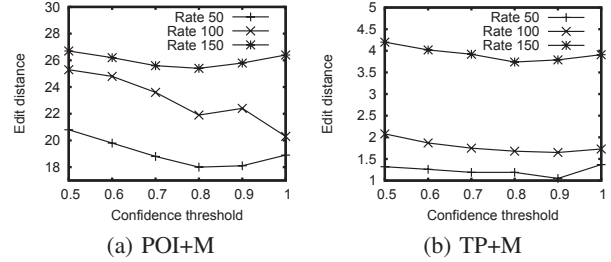 30
28
26
24
22
20
18
Edit distance
Rate 50
Rate 100
Rate 150
0.5 0.6 0.7 0.8 0.9 1
Confidence threshold
(a) POI+M
5
4.5
4
3.5
3
2.5
2
1.5
1
Edit distance
Rate 50
Rate 100
Rate 150
0.5 0.6 0.7 0.8 0.9 1
Confidence threshold
(b) TP+M